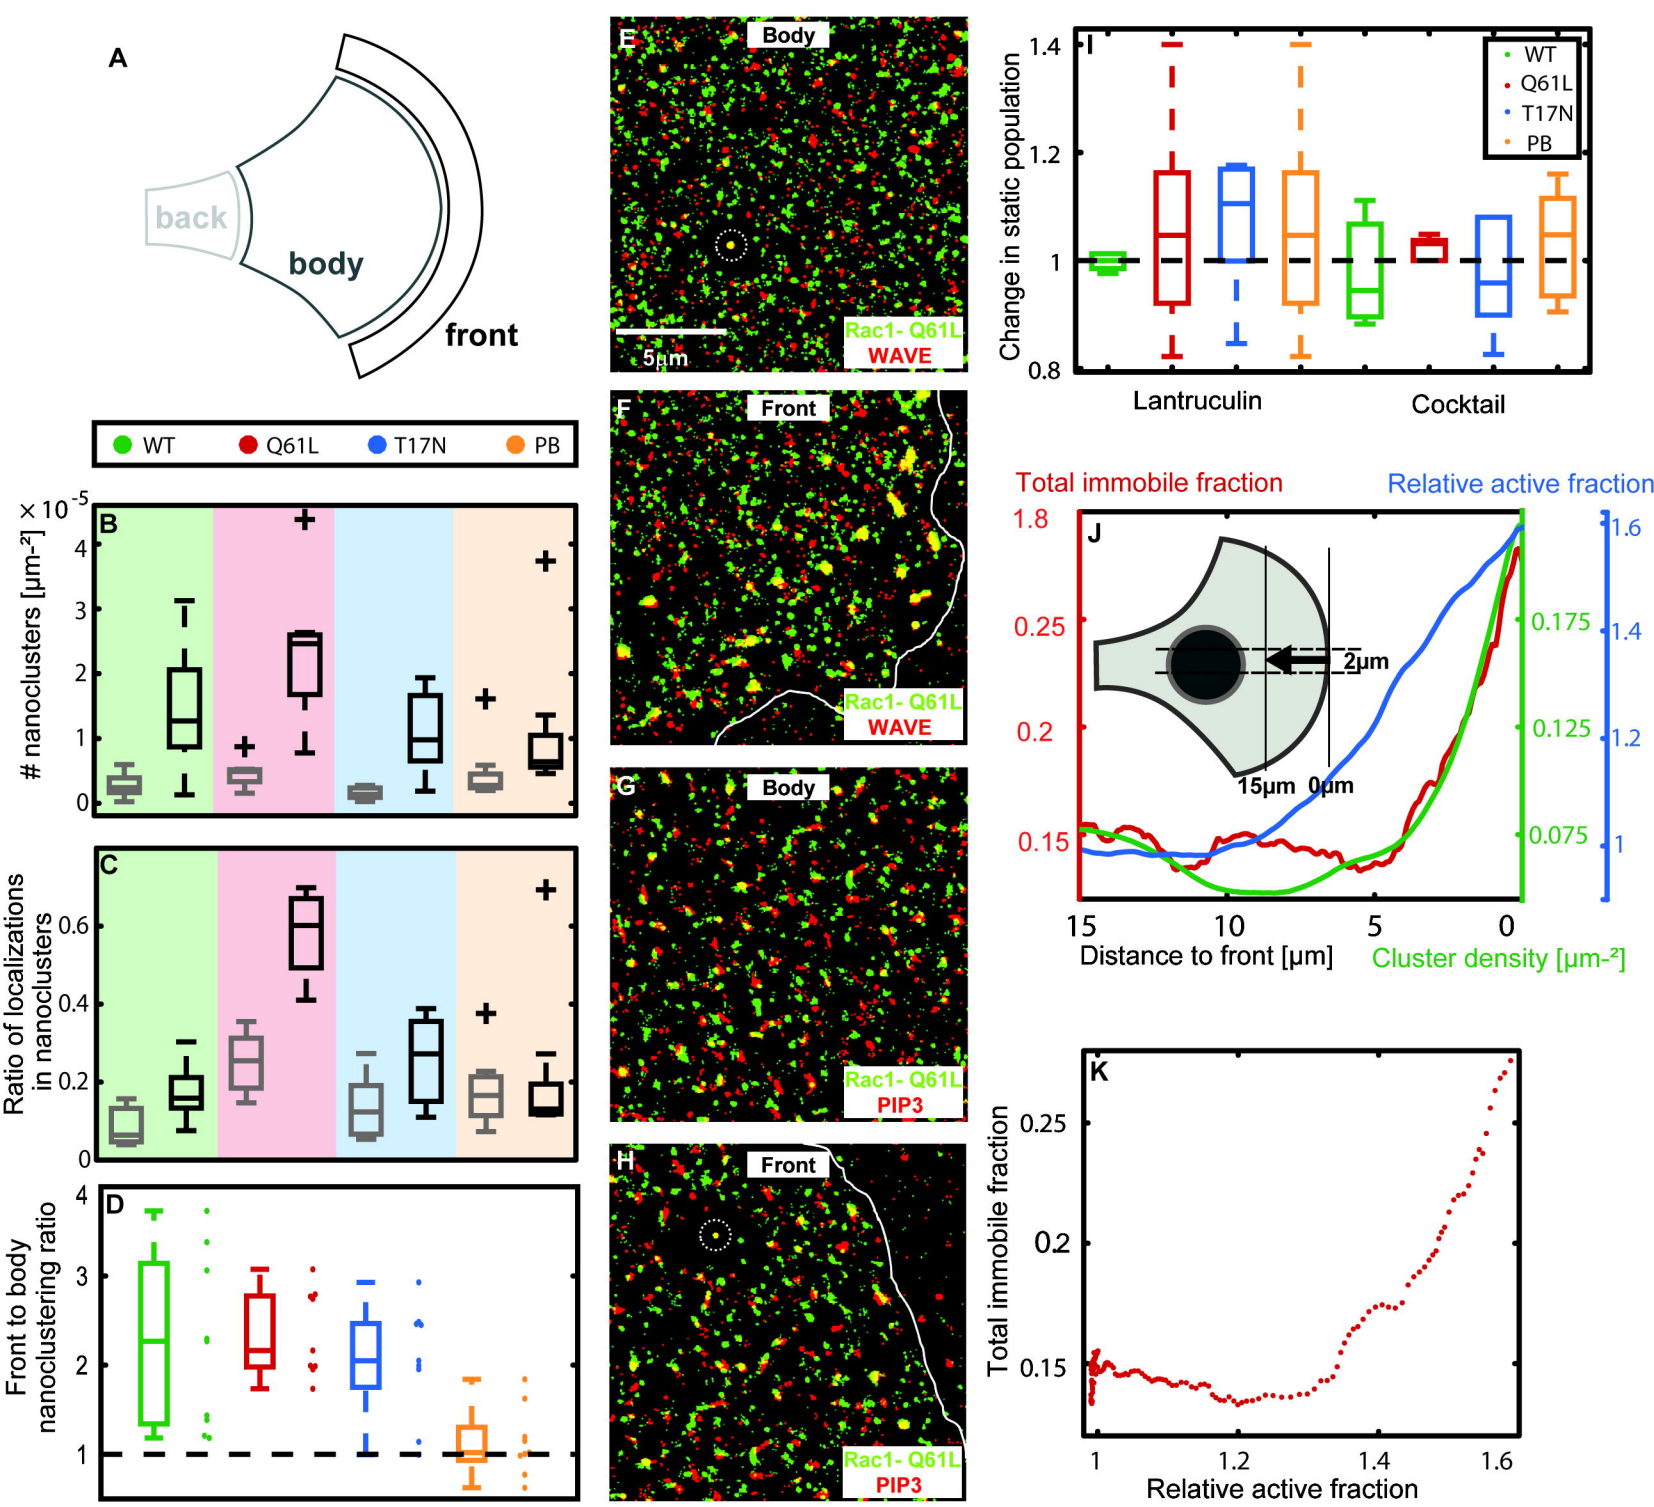 A
back
body
front
WT
Q61L
T17N
PB
× 10⁻⁵
B
# nanoclusters [µm-²]
4
3
2
1
0
C
Ratio of localizations
in nanoclusters
0.6
0.4
0.2
0
D
Front to body
nanoclustering ratio
4
3
2
1
E
Body
5µm
Rac1- Q61L
WAVE
F
Front
Rac1- Q61L
WAVE
G
Body
Rac1- Q61L
PIP3
H
Front
Rac1- Q61L
PIP3
I
Change in static population
1.4
1.2
1
0.8
WT
Q61L
T17N
PB
Lantruculin
Cocktail
Total immobile fraction
Relative active fraction
J
1.8
0.25
0.2
0.15
1.6
1.4
1.2
1
0.175
0.125
0.075
2µm
15µm
0µm
15
10
5
0
Distance to front [µm]
Cluster density [µm-²]
K
Total immobile fraction
0.25
0.2
0.15
1
1.2
1.4
1.6
Relative active fraction